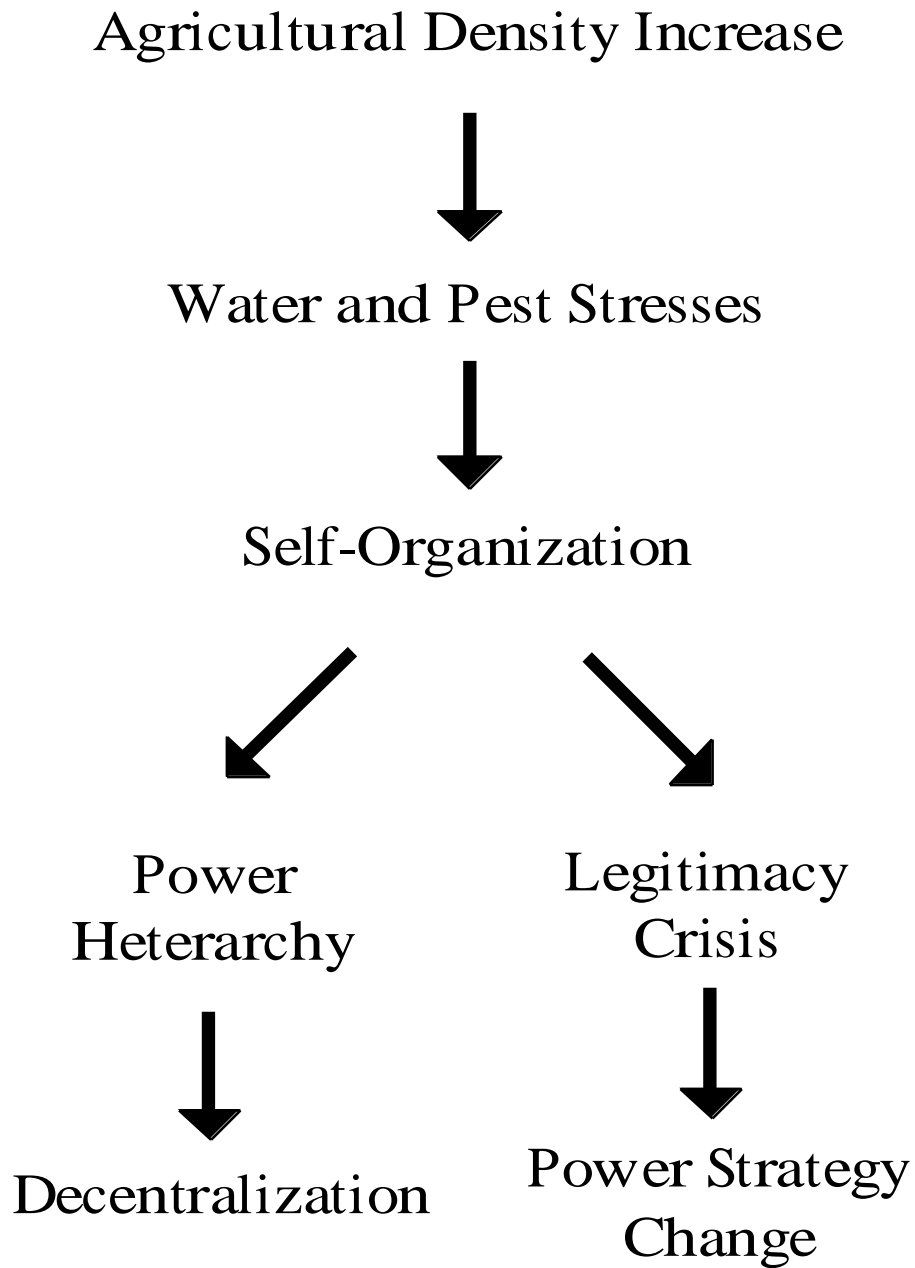 Agricultural Density Increase
Water and Pest Stresses
Self-Organization
Power
Heterarchy
Legitimacy
Crisis
Decentralization
Power Strategy
Change